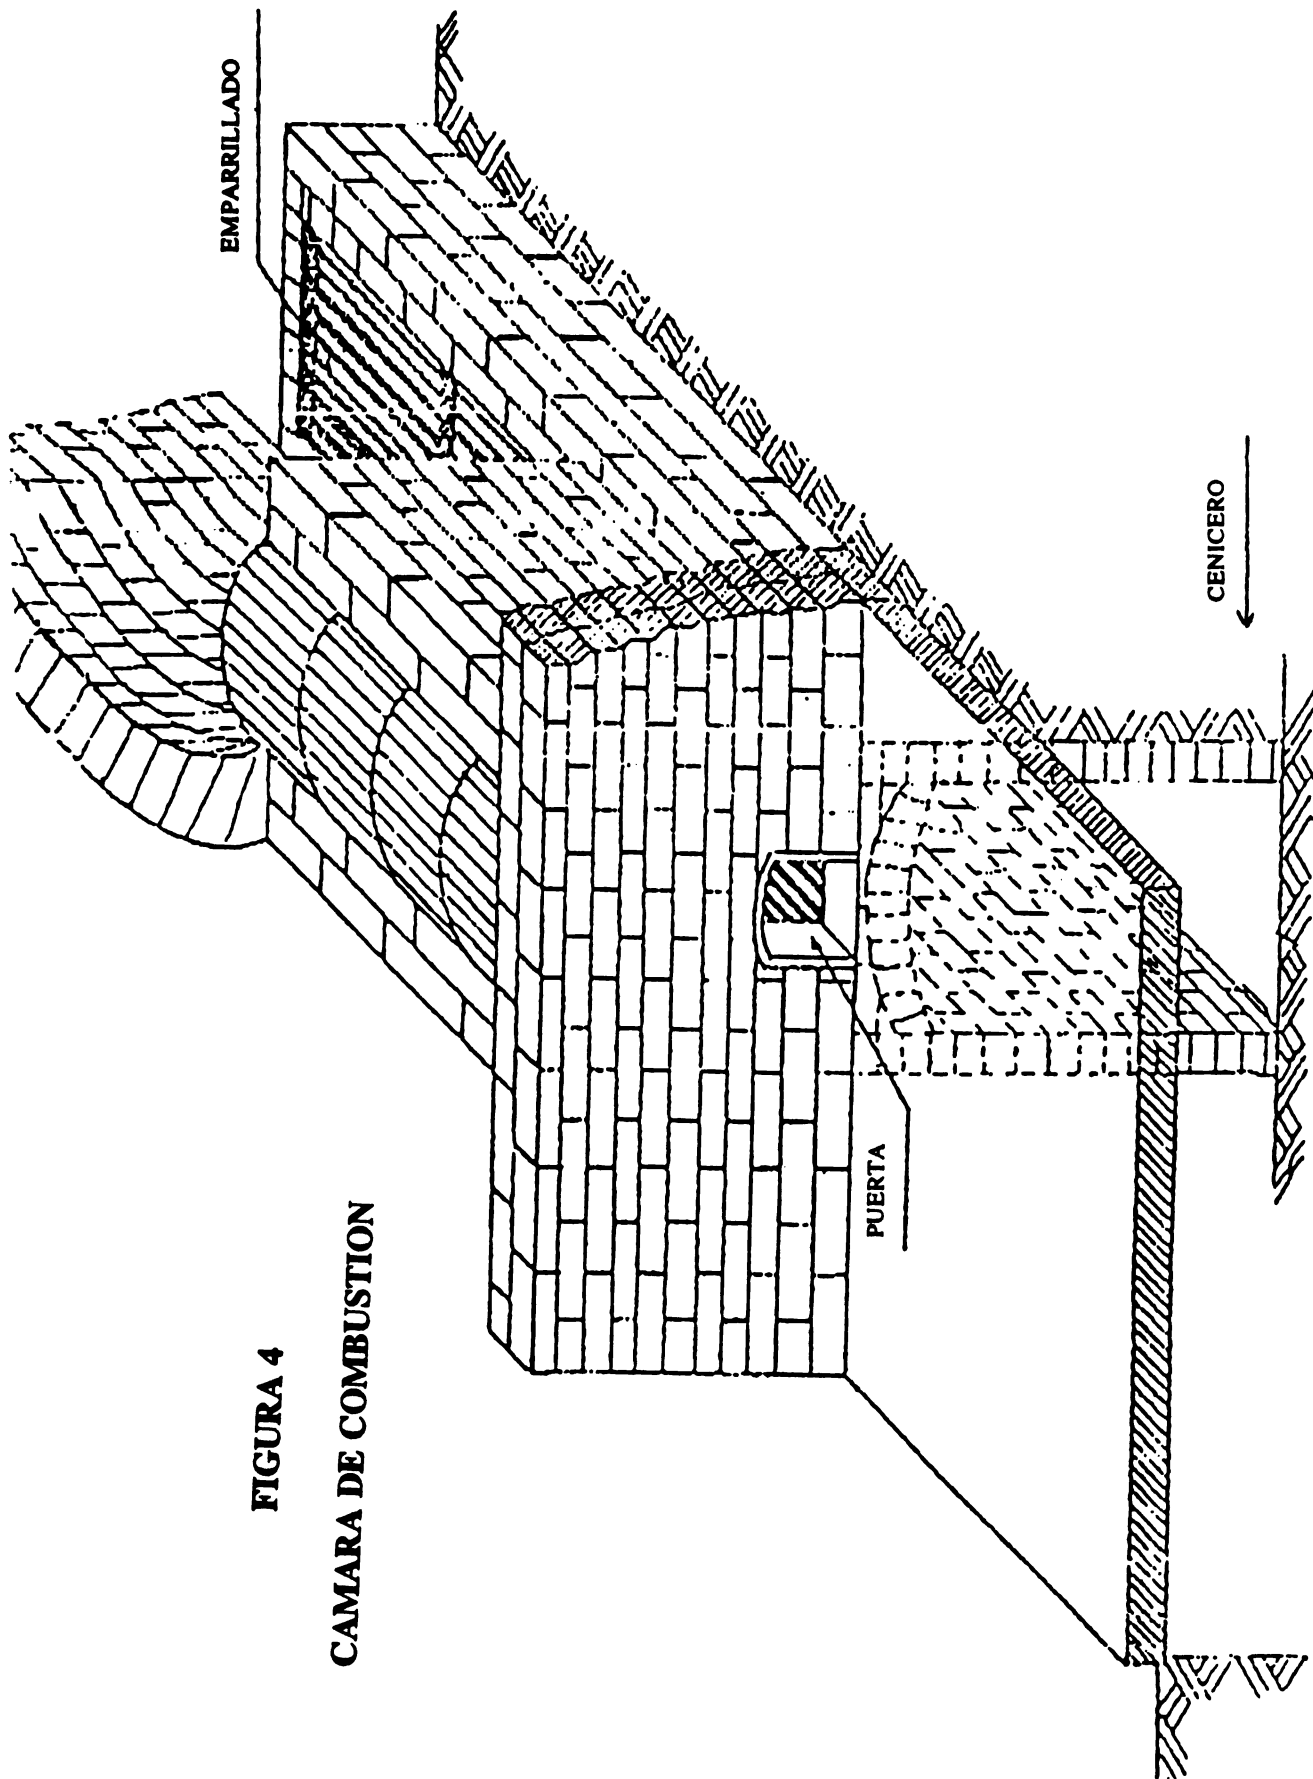 FIGURA 4
CAMARA DE COMBUSTION
EMPARRILLADO
PUERTA
CENICERO